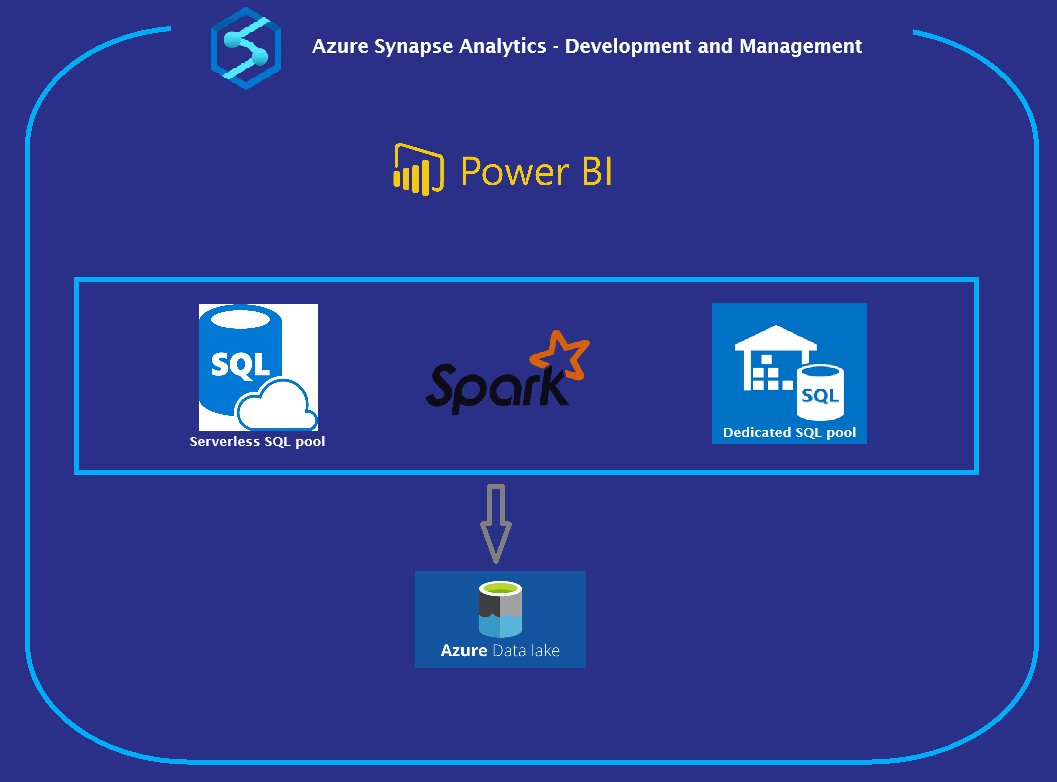 Azure Synapse Analytics - Development and Management
Power BI
SQL
Serverless SQL pool
Spark
SQL
Dedicated SQL pool
Azure Data lake